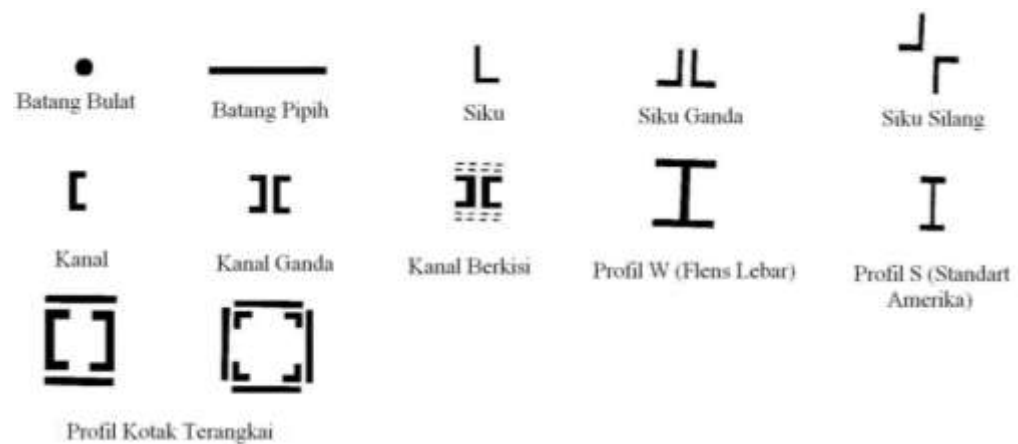 Batang Bulat
Batang Pipih
Siku
Siku Ganda
Siku Silang
Kanal
Kanal Ganda
Kanal Berkisi
Profil W (Flens Lebar)
Profil S (Standart
Amerika)
Profil Kotak Terangkai